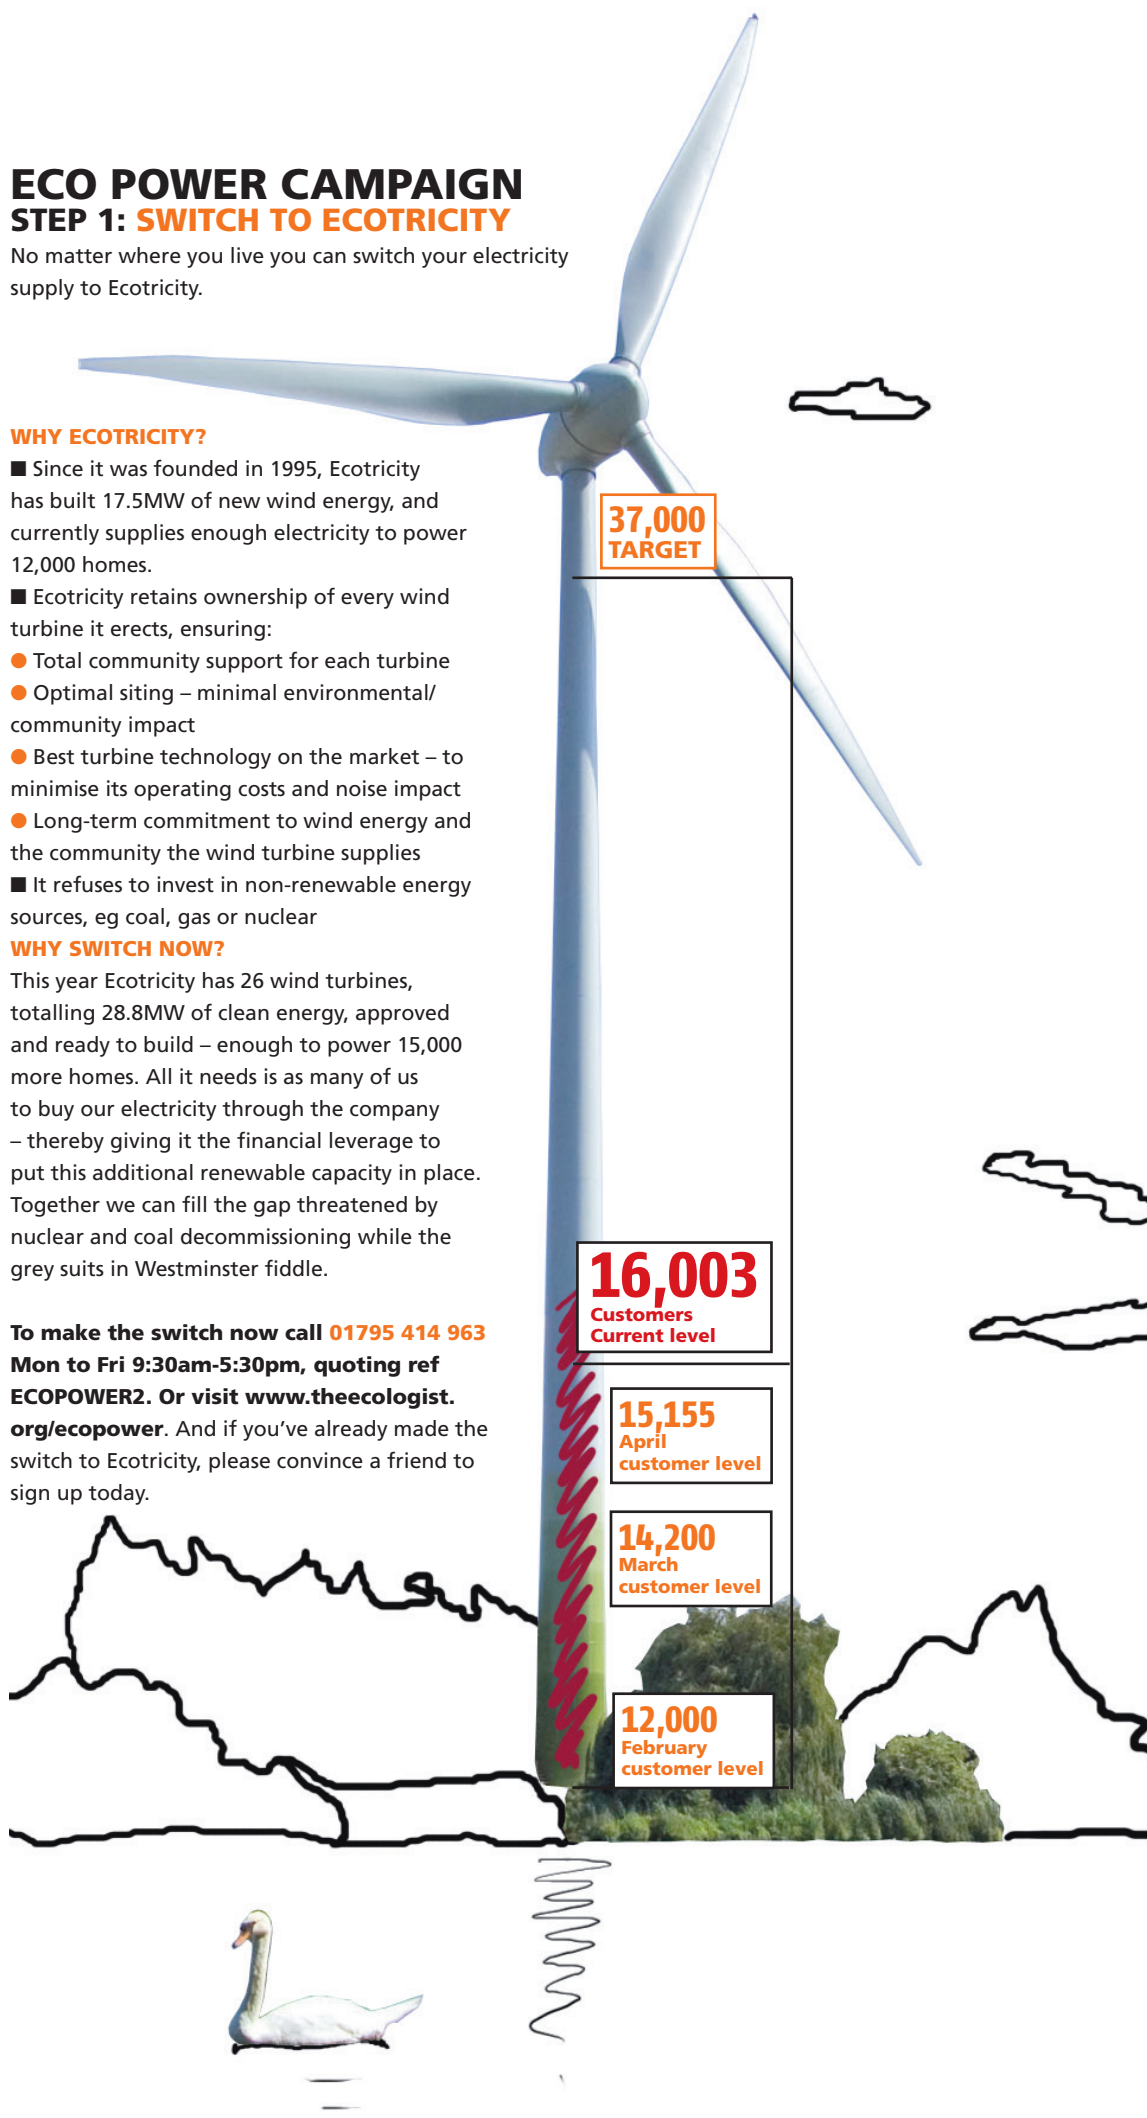 ECO POWER CAMPAIGN
STEP 1: SWITCH TO ECOTRICITY
No matter where you live you can switch your electricity
supply to Ecotricity.
WHY ECOTRICITY?
■ Since it was founded in 1995, Ecotricity
has built 17.5MW of new wind energy, and
currently supplies enough electricity to power
12,000 homes.
■ Ecotricity retains ownership of every wind
turbine it erects, ensuring:
● Total community support for each turbine
● Optimal siting – minimal environmental/
community impact
● Best turbine technology on the market – to
minimise its operating costs and noise impact
● Long-term commitment to wind energy and
the community the wind turbine supplies
■ It refuses to invest in non-renewable energy
sources, eg coal, gas or nuclear
WHY SWITCH NOW?
This year Ecotricity has 26 wind turbines,
totalling 28.8MW of clean energy, approved
and ready to build – enough to power 15,000
more homes. All it needs is as many of us
to buy our electricity through the company
– thereby giving it the financial leverage to
put this additional renewable capacity in place.
Together we can fill the gap threatened by
nuclear and coal decommissioning while the
grey suits in Westminster fiddle.
To make the switch now call 01795 414 963
Mon to Fri 9:30am-5:30pm, quoting ref
ECOPOWER2. Or visit www.theecologist.
org/ecopower. And if you've already made the
switch to Ecotricity, please convince a friend to
sign up today.
37,000
TARGET
16,003
Customers
Current level
15,155
April
customer level
14,200
March
customer level
12,000
February
customer level